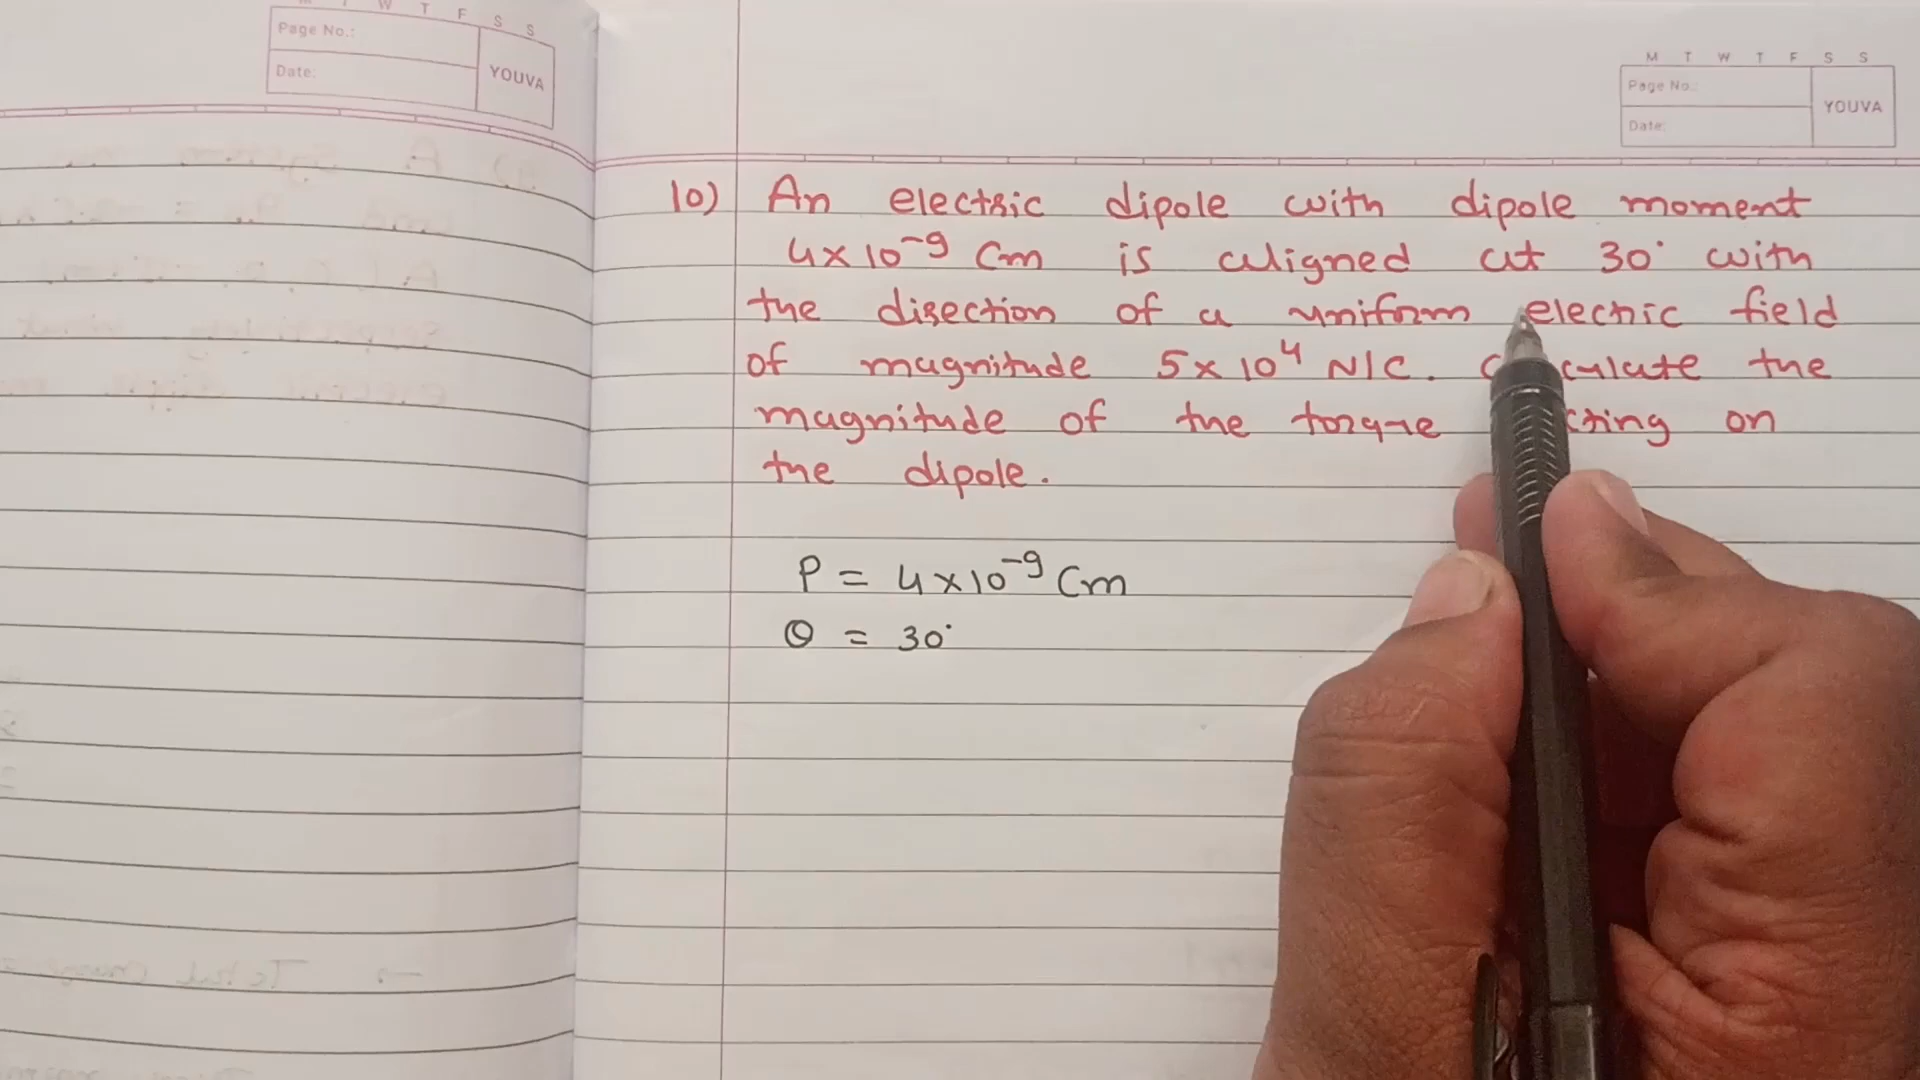 M T W T F S S
Page No.:
Date:
YOUVA
M T W T F S S
Page No.:
Date:
YOUVA
10) An electric dipole with dipole moment
4×10⁻⁹ Cm is aligned at 30° with
the direction of a uniform electric field
of magnitude 5×10⁴ N/C. the
magnitude of the torque on
the dipole.
P = 4×10⁻⁹ Cm
θ = 30°